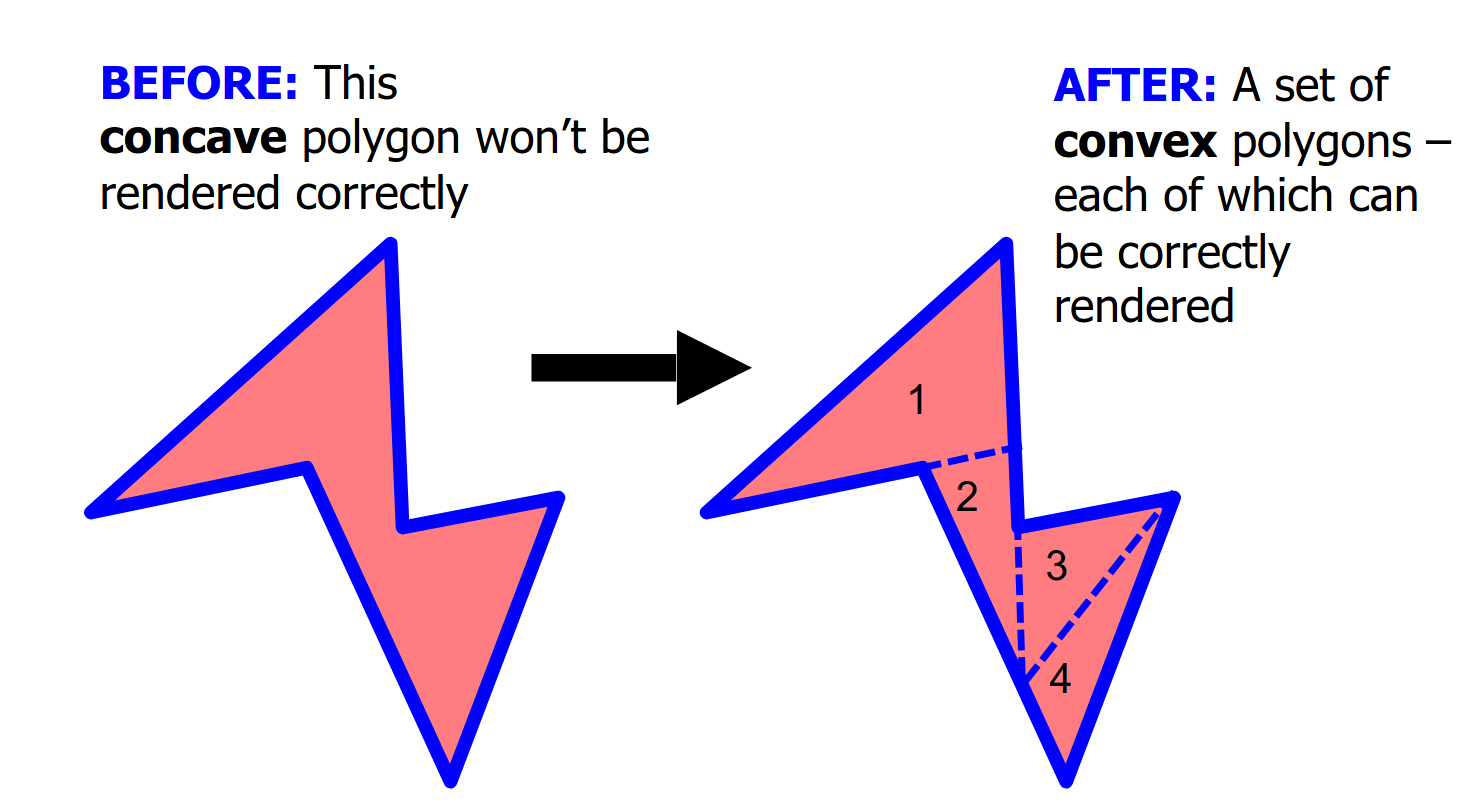 BEFORE: This
concave polygon won’t be
rendered correctly
AFTER: A set of
convex polygons –
each of which can
be correctly
rendered
1
2
3
4